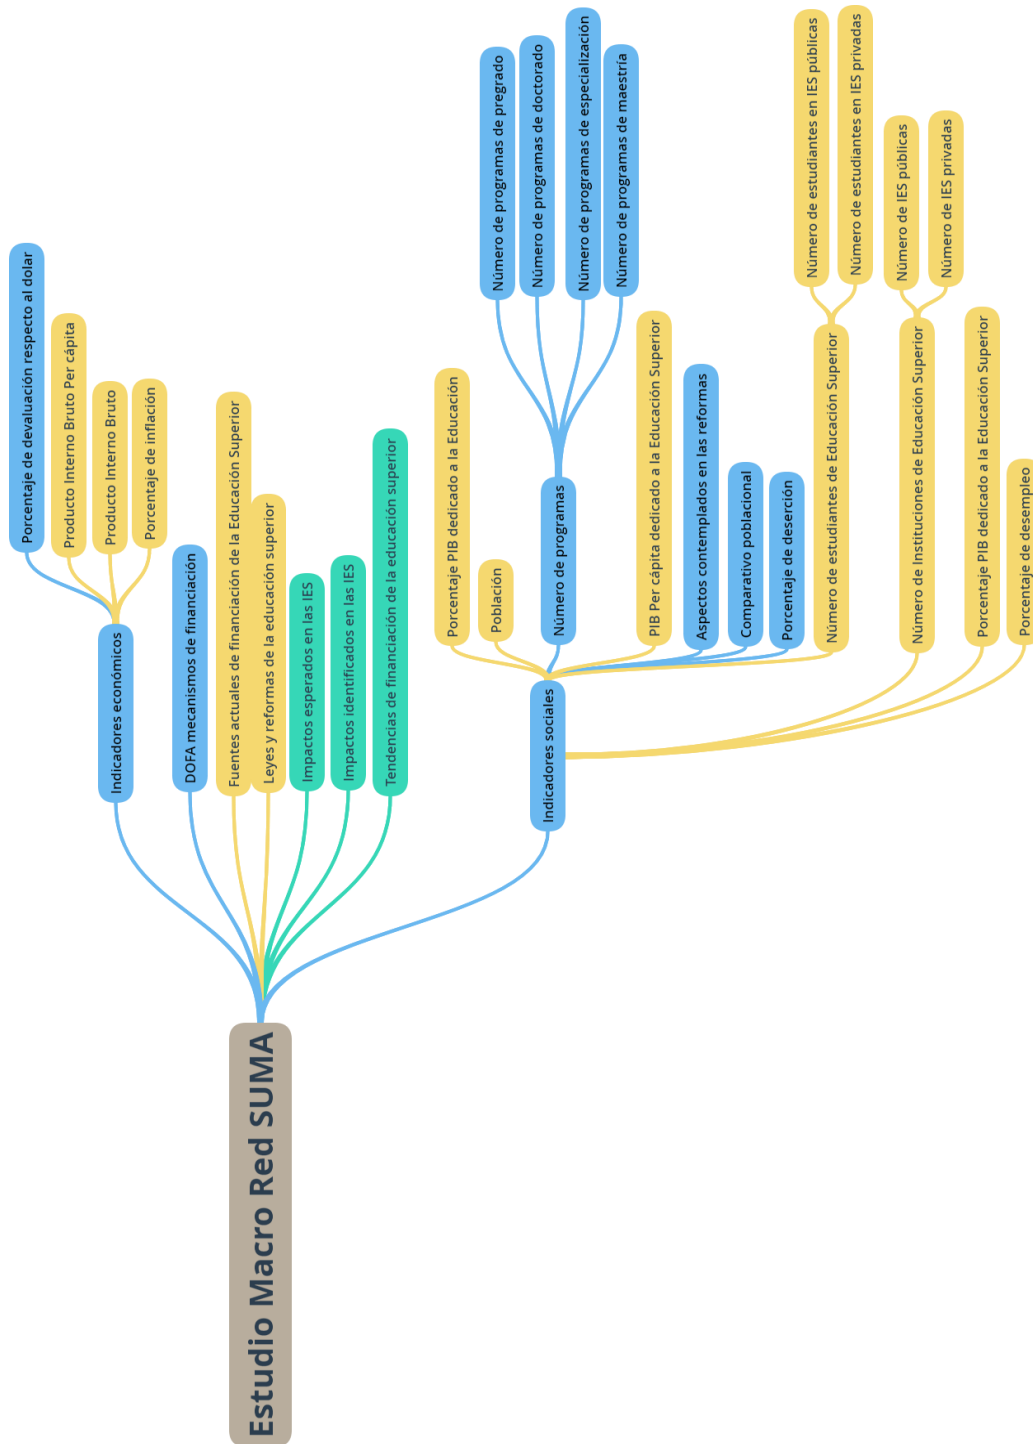 Estudio Macro Red SUMA
Indicadores económicos
Porcentaje de devaluación respecto al dolar
Producto Interno Bruto Per cápita
Producto Interno Bruto
Porcentaje de inflación
DOFA mecanismos de financiación
Fuentes actuales de financiación de la Educación Superior
Leyes y reformas de la educación superior
Impactos esperados en las IES
Impactos identificados en las IES
Tendencias de financiación de la educación superior
Indicadores sociales
Porcentaje PIB dedicado a la Educación
Población
Número de programas
Número de programas de pregrado
Número de programas de doctorado
Número de programas de especialización
Número de programas de maestría
PIB Per cápita dedicado a la Educación Superior
Aspectos contemplados en las reformas
Comparativo poblacional
Porcentaje de deserción
Número de estudiantes de Educación Superior
Número de estudiantes en IES públicas
Número de estudiantes en IES privadas
Número de Instituciones de Educación Superior
Número de IES públicas
Número de IES privadas
Porcentaje PIB dedicado a la Educación Superior
Porcentaje de desempleo